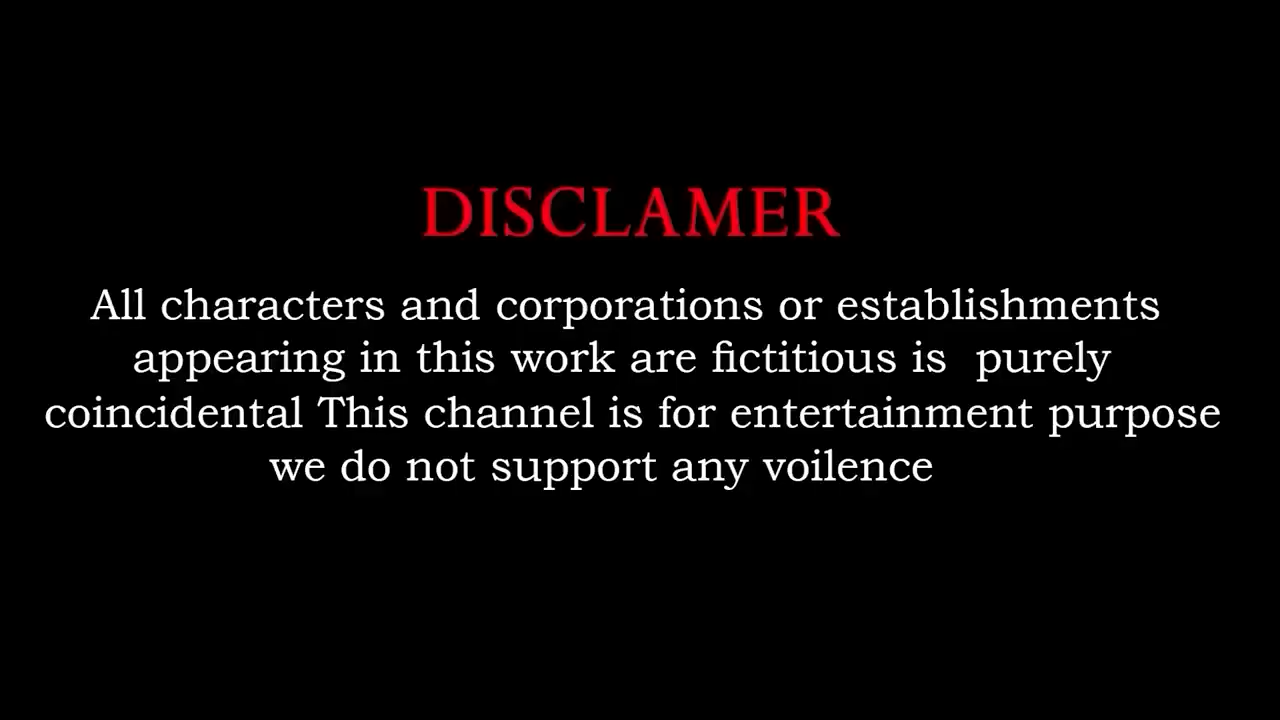 DISCLAMER
All characters and corporations or establishments
appearing in this work are fictitious is  purely
coincidental This channel is for entertainment purpose
we do not support any voilence